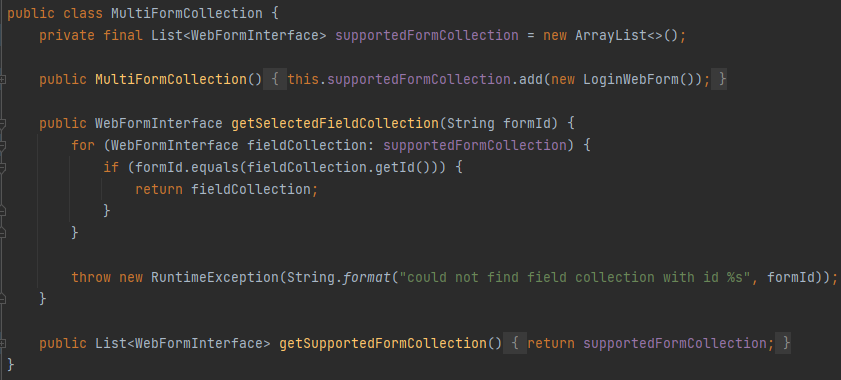 public class MultiFormCollection {
private final List<WebFormInterface> supportedFormCollection = new ArrayList<>();
public MultiFormCollection() { this.supportedFormCollection.add(new LoginWebForm()); }
public WebFormInterface getSelectedFieldCollection(String formId) {
for (WebFormInterface fieldCollection: supportedFormCollection) {
if (formId.equals(fieldCollection.getId())) {
return fieldCollection;
}
}
throw new RuntimeException(String.format("could not find field collection with id %s", formId));
}
public List<WebFormInterface> getSupportedFormCollection() { return supportedFormCollection; }
}